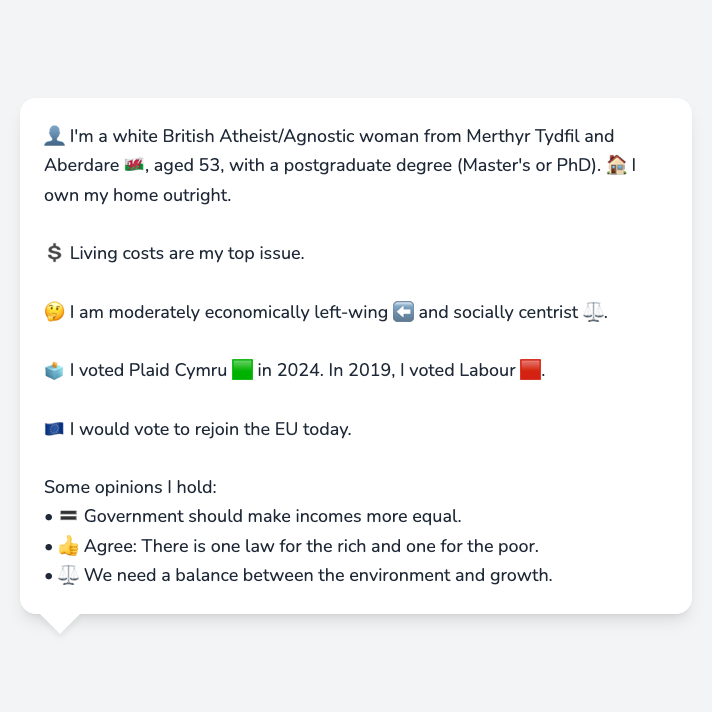 👤 I'm a white British Atheist/Agnostic woman from Merthyr Tydfil and
Aberdare 🏴󠁧󠁢󠁷󠁬󠁳󠁿, aged 53, with a postgraduate degree (Master's or PhD). 🏠 I
own my home outright.
💲 Living costs are my top issue.
🤔 I am moderately economically left-wing ⬅️ and socially centrist ⚖️.
🗳️ I voted Plaid Cymru 🟩 in 2024. In 2019, I voted Labour 🟥.
🇪🇺 I would vote to rejoin the EU today.
Some opinions I hold:
• 🟰 Government should make incomes more equal.
• 👍 Agree: There is one law for the rich and one for the poor.
• ⚖️ We need a balance between the environment and growth.